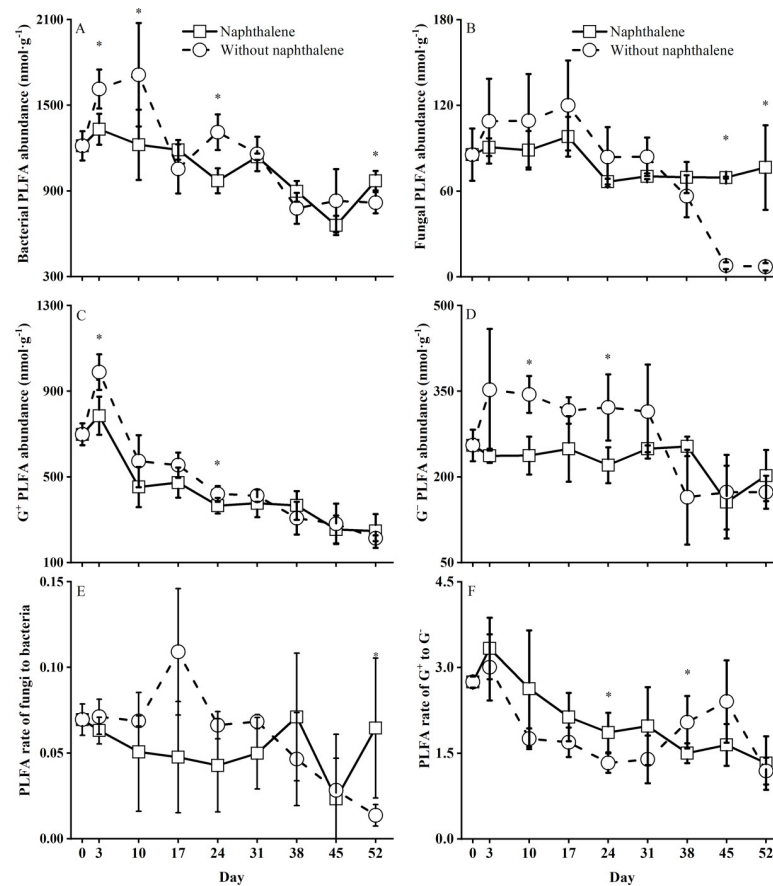 A
Naphthalene
Without naphthalene
*
*
*
*
2100
1500
900
300
Bacterial PLFA abundance (nmol·g⁻¹)
B
Naphthalene
Without naphthalene
*
*
180
120
60
0
Fungal PLFA abundance (nmol·g⁻¹)
C
*
*
1300
900
500
100
G⁺ PLFA abundance (nmol·g⁻¹)
D
*
*
500
350
200
50
G⁻ PLFA abundance (nmol·g⁻¹)
E
*
0.15
0.10
0.05
0.00
PLFA rate of fungi to bacteria
0 3 10 17 24 31 38 45 52
Day
F
*
*
4.5
3.0
1.5
0.0
PLFA rate of G⁺ to G⁻
0 3 10 17 24 31 38 45 52
Day